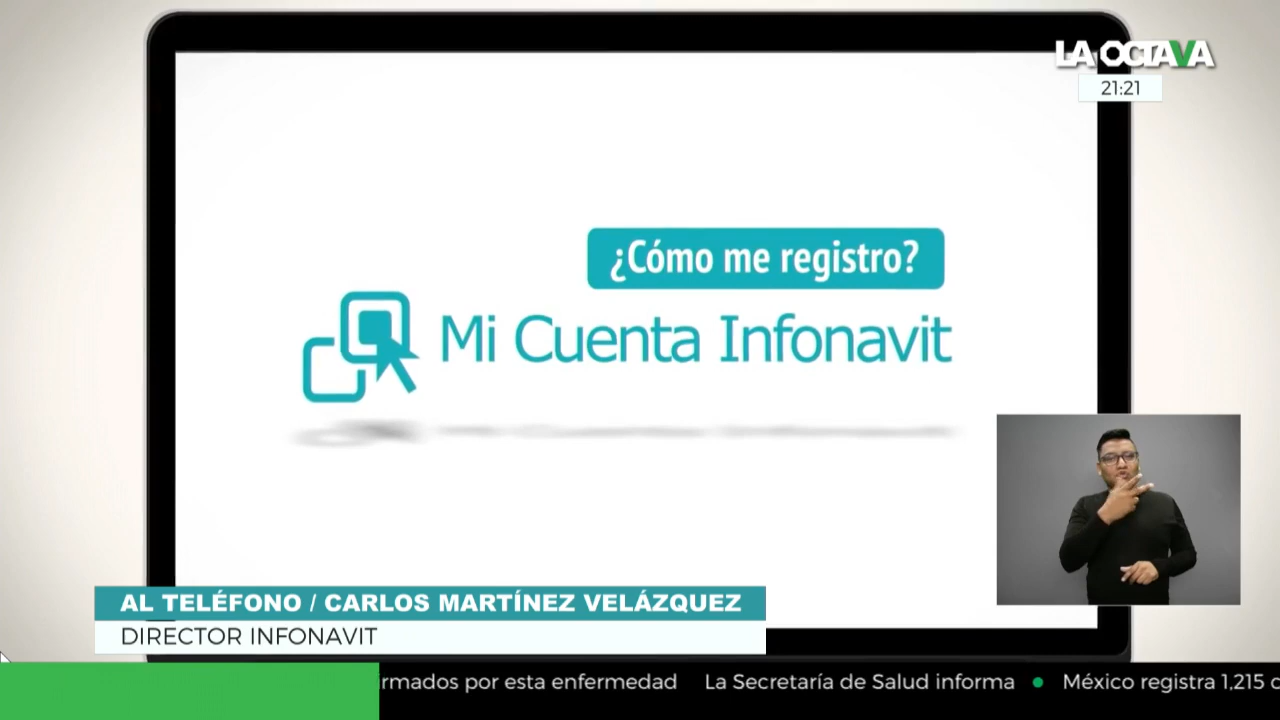 LA OCTAVA
21:21
¿Cómo me registro?
Mi Cuenta Infonavit
AL TELÉFONO / CARLOS MARTÍNEZ VELÁZQUEZ
DIRECTOR INFONAVIT
por esta enfermedad La Secretaría de Salud informa • México registra 1,215